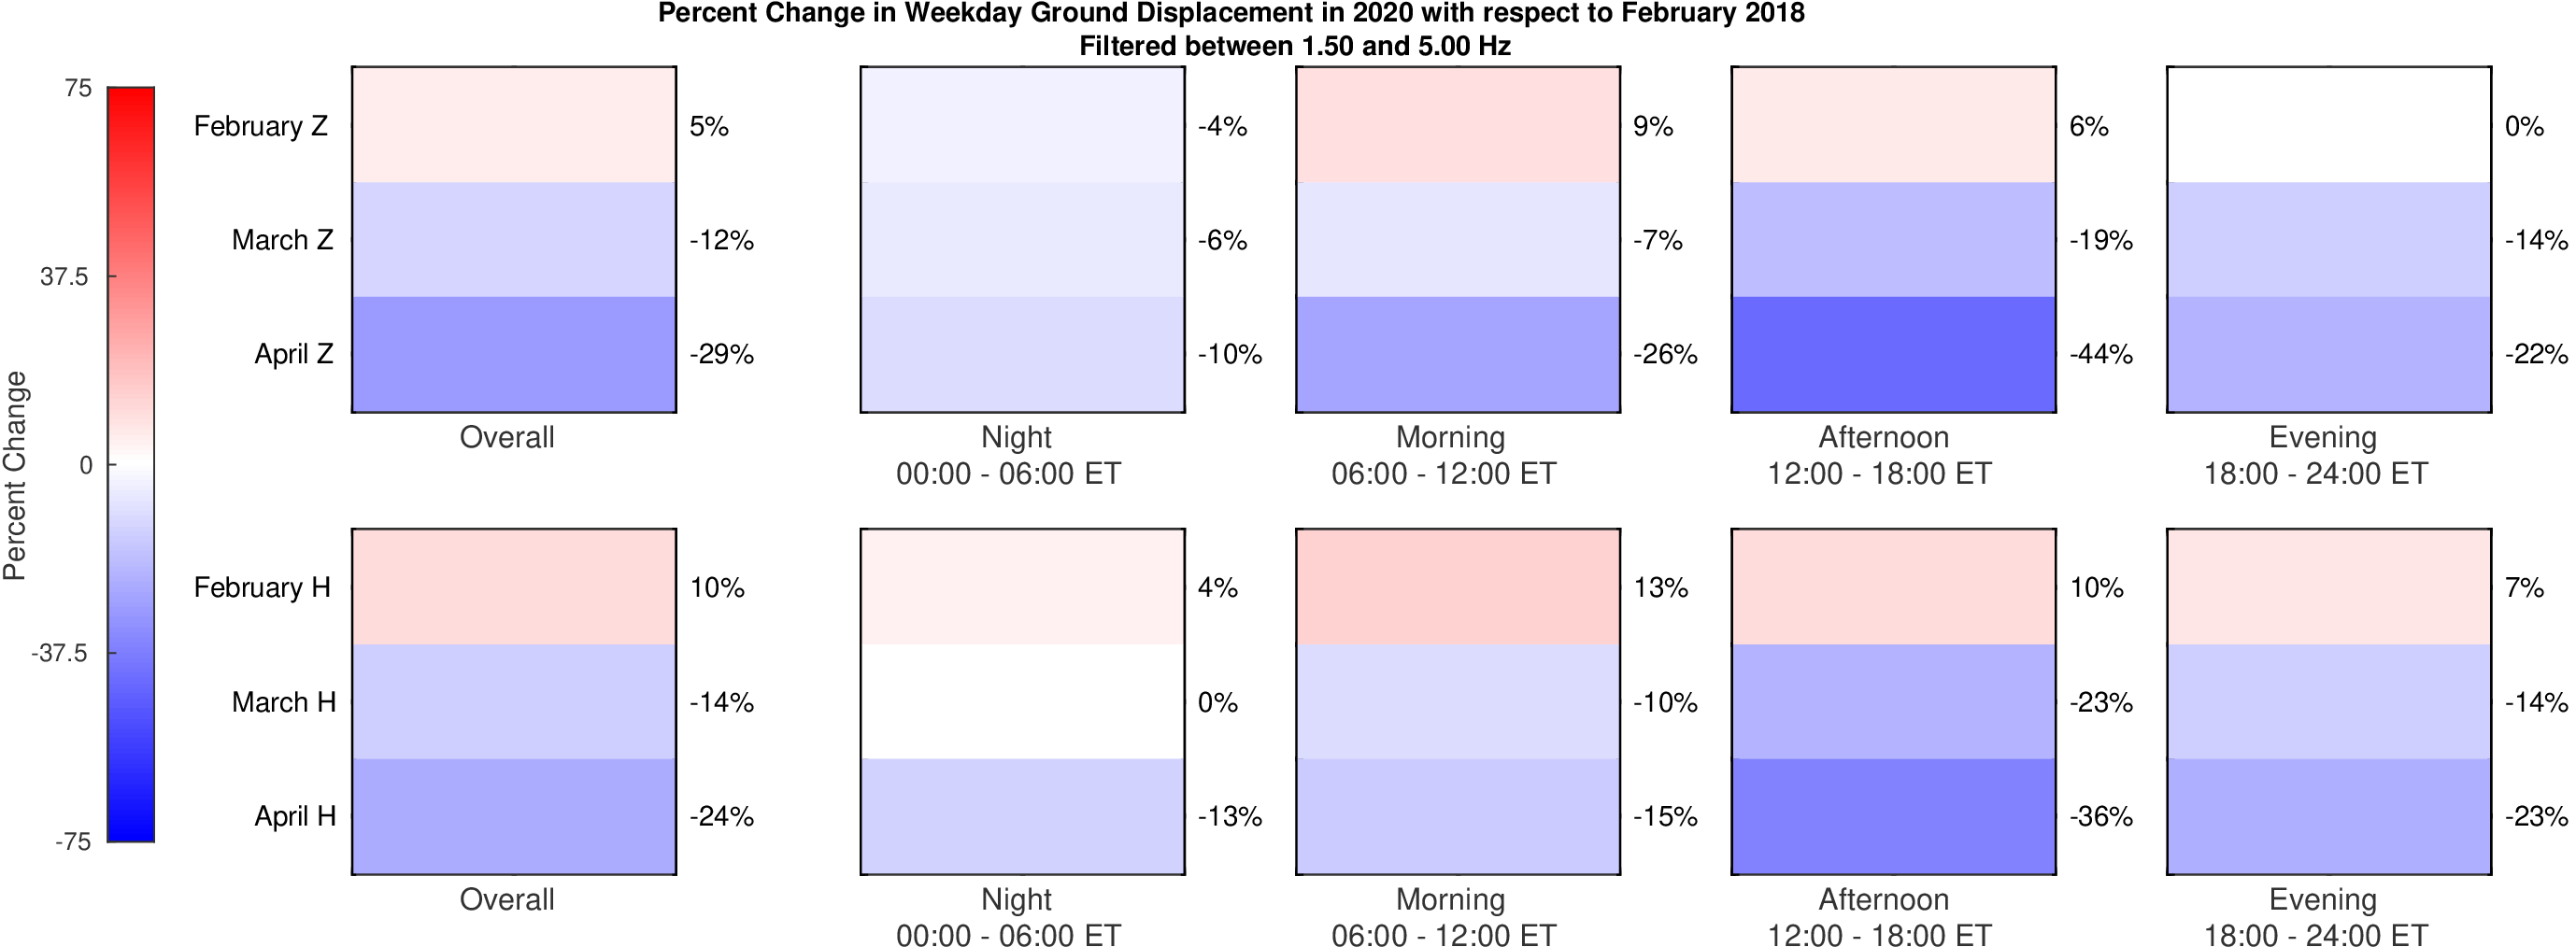 Percent Change in Weekday Ground Displacement in 2020 with respect to February 2018
Filtered between 1.50 and 5.00 Hz
75
37.5
0
-37.5
-75
Percent Change
February Z 5% -4% 9% 6% 0%
March Z -12% -6% -7% -19% -14%
April Z -29% -10% -26% -44% -22%
Overall Night Morning Afternoon Evening
00:00 - 06:00 ET 06:00 - 12:00 ET 12:00 - 18:00 ET 18:00 - 24:00 ET
February H 10% 4% 13% 10% 7%
March H -14% 0% -10% -23% -14%
April H -24% -13% -15% -36% -23%
Overall Night Morning Afternoon Evening
00:00 - 06:00 ET 06:00 - 12:00 ET 12:00 - 18:00 ET 18:00 - 24:00 ET